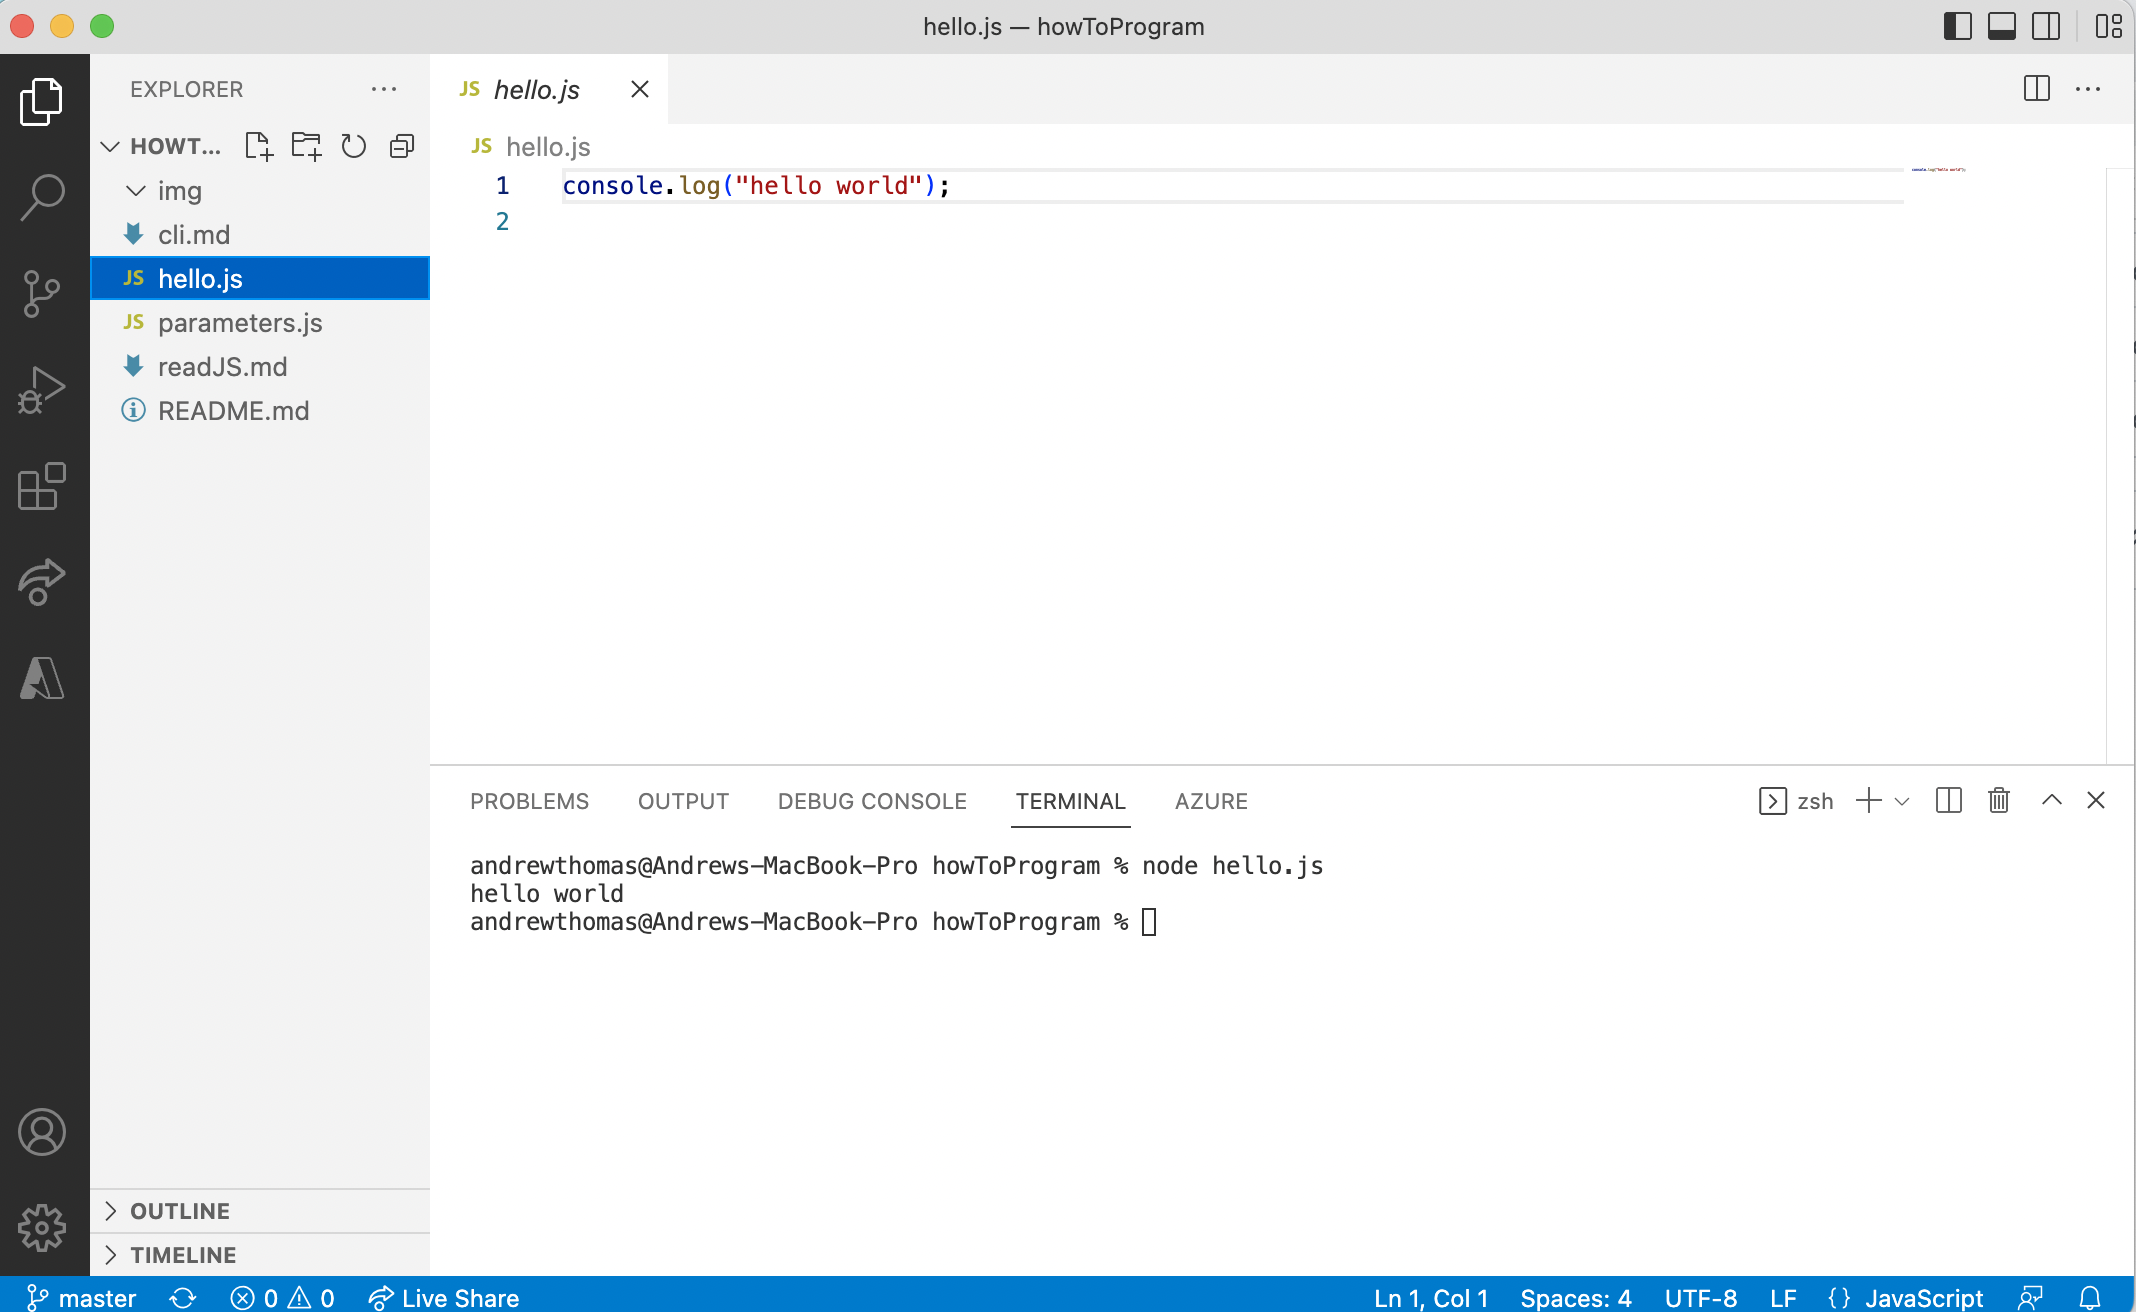 hello.js — howToProgram
EXPLORER
HOWT...
img
cli.md
JS hello.js
JS parameters.js
readJS.md
README.md
OUTLINE
TIMELINE
JS hello.js
JS hello.js
1 console.log("hello world");
2
PROBLEMS OUTPUT DEBUG CONSOLE TERMINAL AZURE
zsh
andrewthomas@Andrews-MacBook-Pro howToProgram % node hello.js
hello world
andrewthomas@Andrews-MacBook-Pro howToProgram %
master 0 0 Live Share Ln 1, Col 1 Spaces: 4 UTF-8 LF {} JavaScript